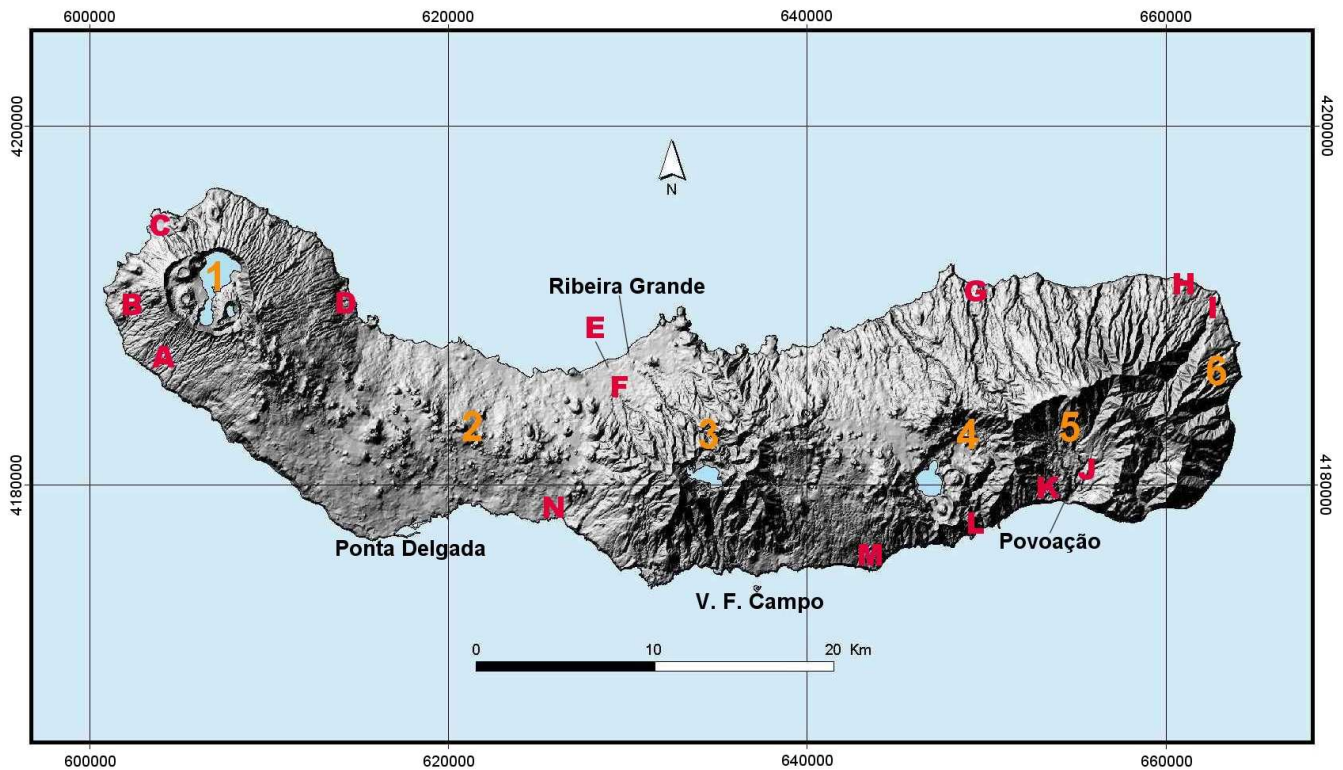 600000
620000
640000
660000
4200000
4200000
N
C
1
Ribeira Grande
G
H
B
D
I
E
A
6
F
2
3
4
5
J
4180000
4180000
K
N
L
Ponta Delgada
Povoação
M
V. F. Campo
0
10
20 Km
600000
620000
640000
660000